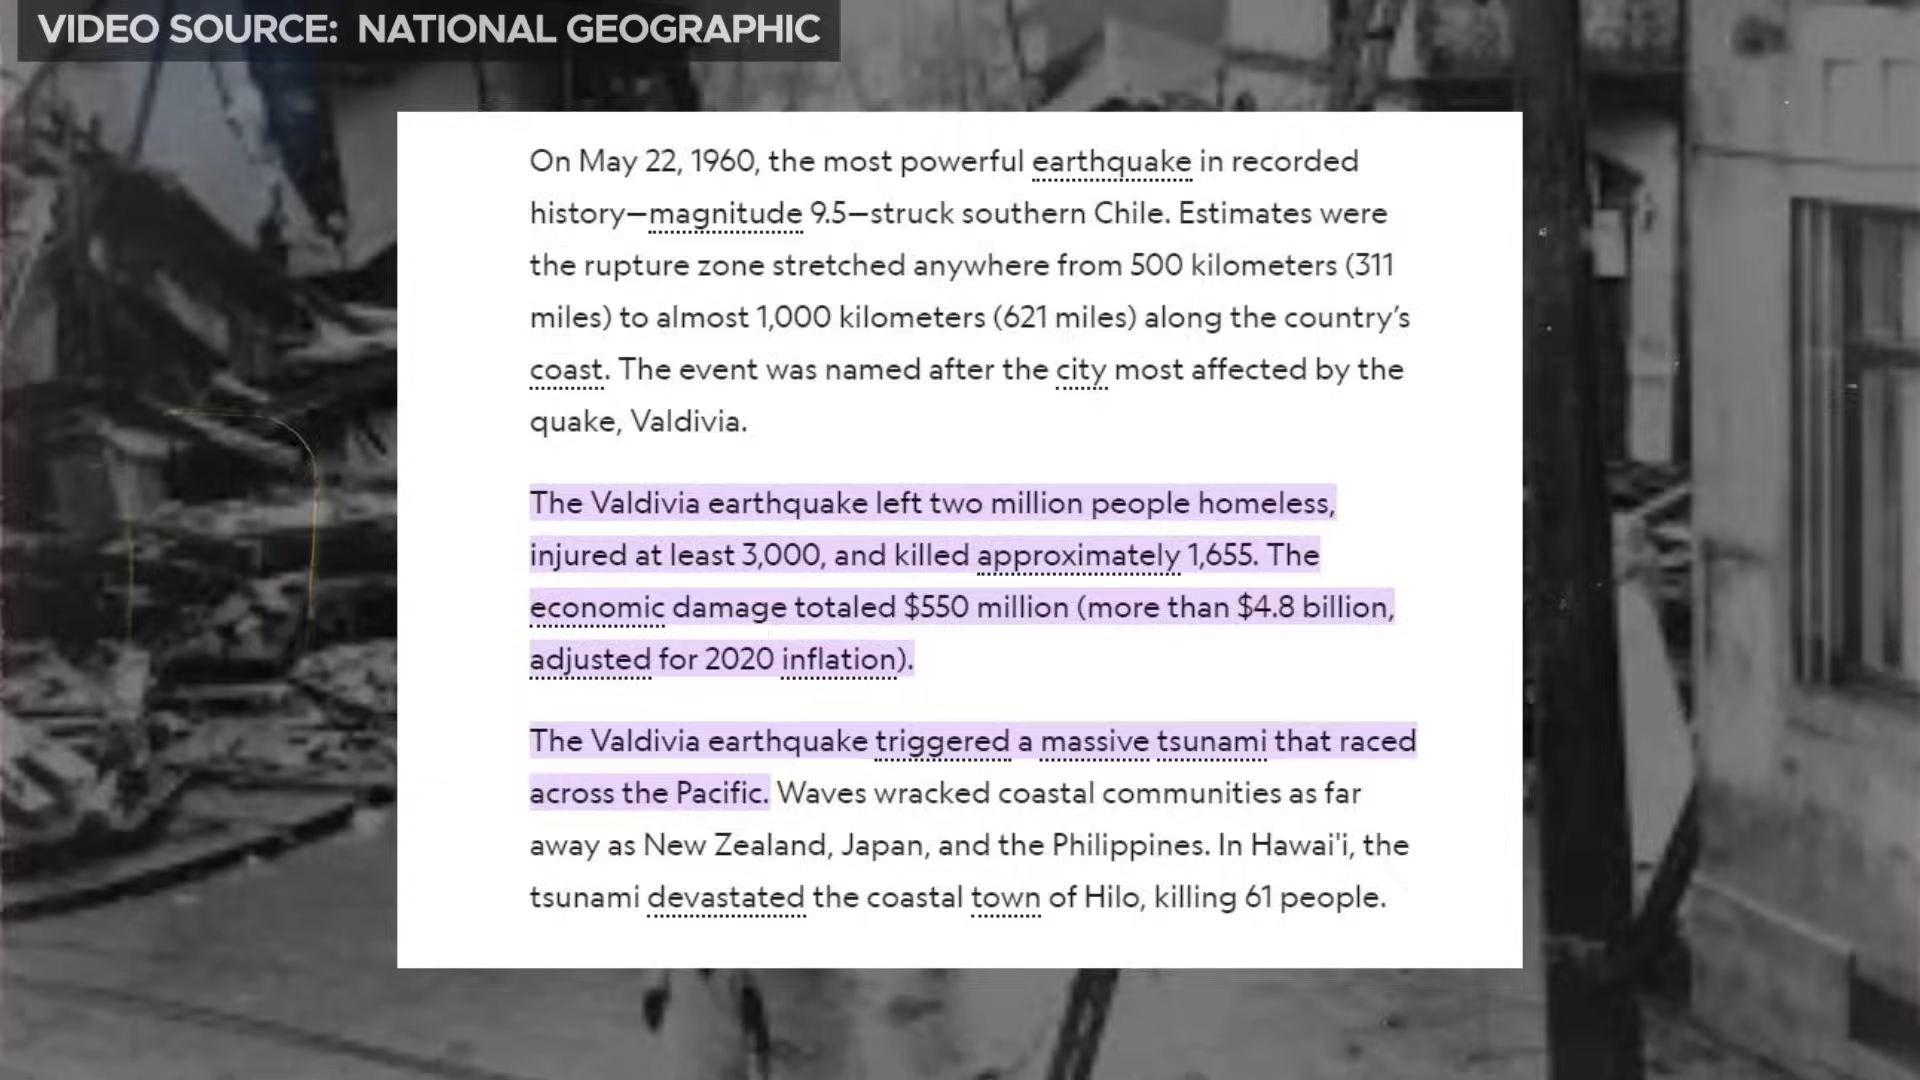 VIDEO SOURCE: NATIONAL GEOGRAPHIC
On May 22, 1960, the most powerful earthquake in recorded
history—magnitude 9.5—struck southern Chile. Estimates were
the rupture zone stretched anywhere from 500 kilometers (311
miles) to almost 1,000 kilometers (621 miles) along the country's
coast. The event was named after the city most affected by the
quake, Valdivia.
The Valdivia earthquake left two million people homeless,
injured at least 3,000, and killed approximately 1,655. The
economic damage totaled $550 million (more than $4.8 billion,
adjusted for 2020 inflation).
The Valdivia earthquake triggered a massive tsunami that raced
across the Pacific. Waves wracked coastal communities as far
away as New Zealand, Japan, and the Philippines. In Hawai'i, the
tsunami devastated the coastal town of Hilo, killing 61 people.